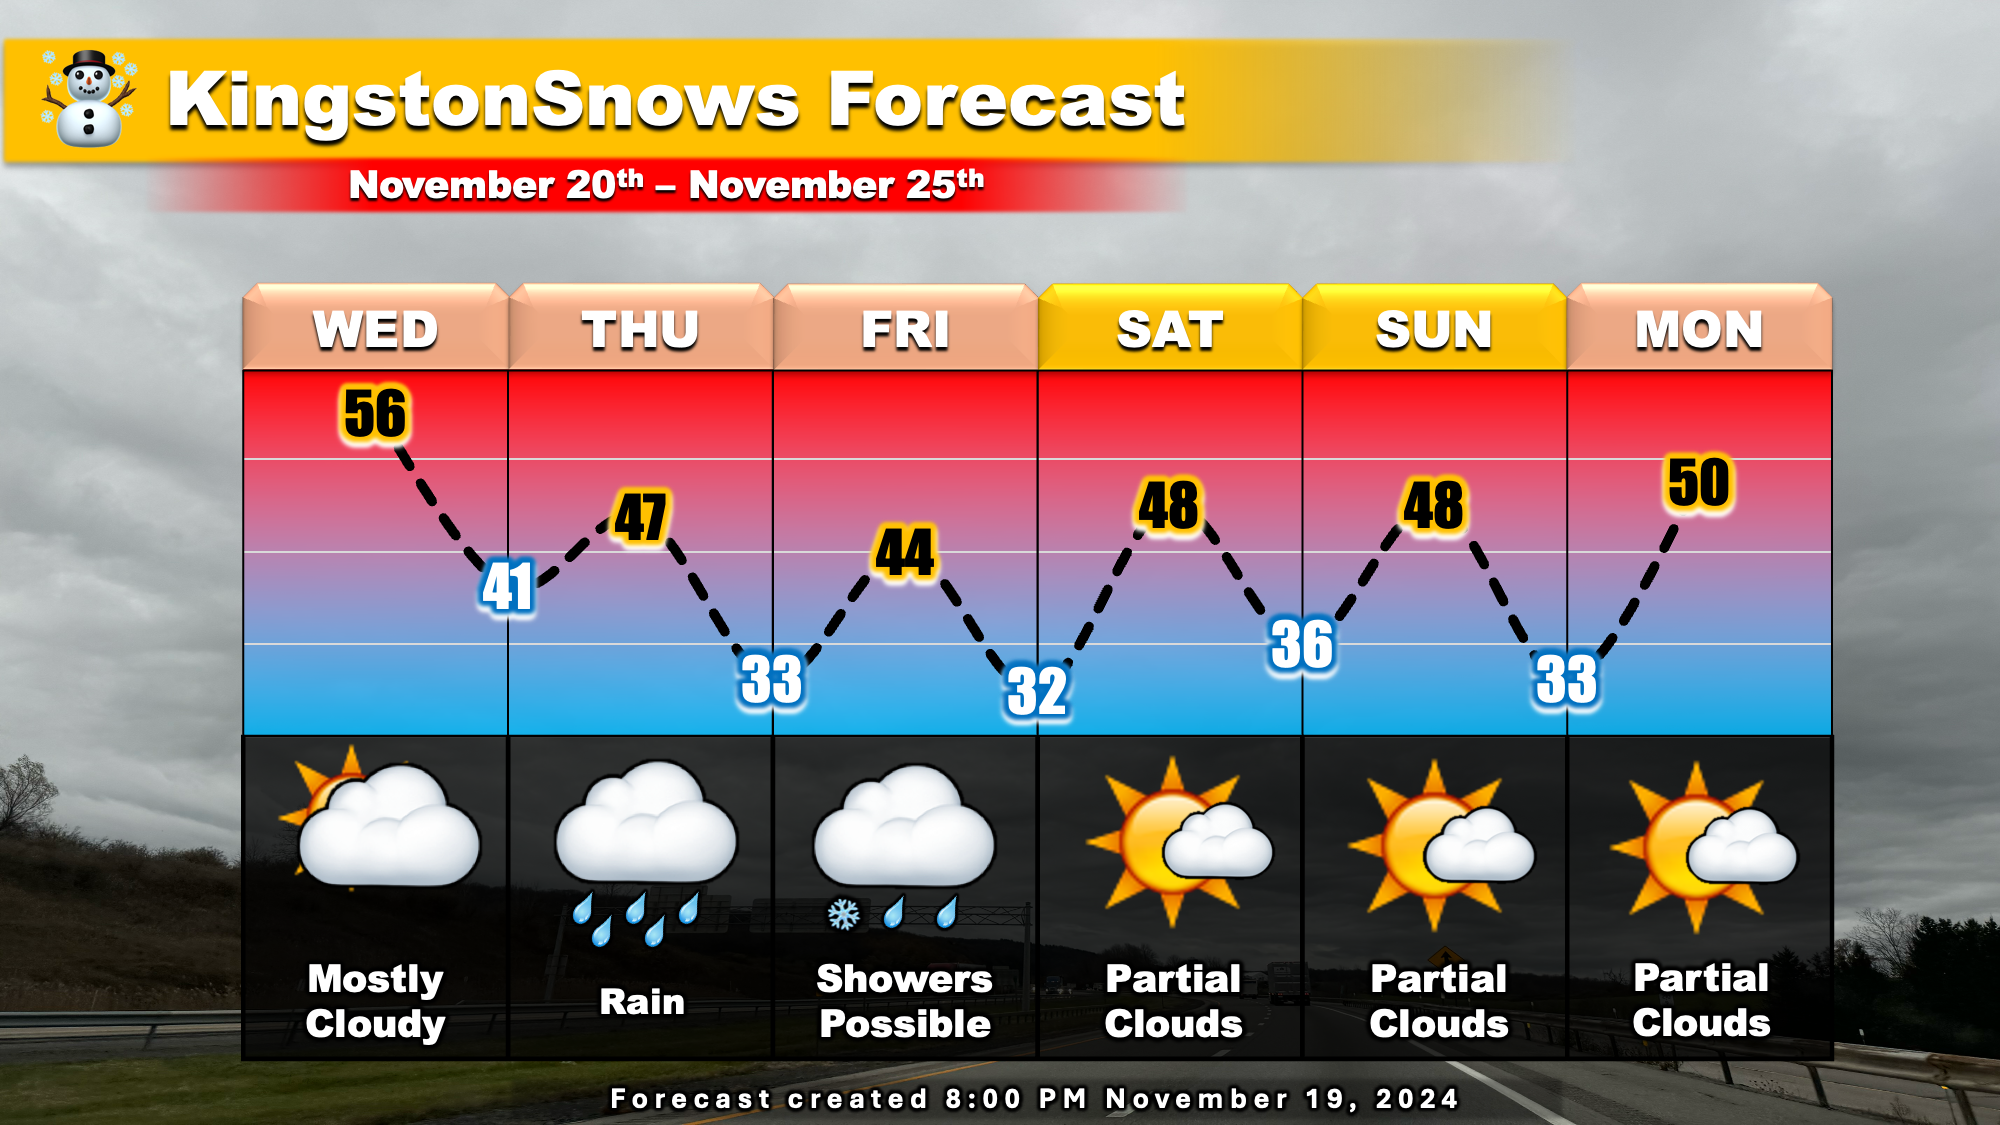 KingstonSnows Forecast
November 20th – November 25th
WED THU FRI SAT SUN MON
56
41
47
33
44
32
48
36
48
33
50
Mostly
Cloudy
Rain
Showers
Possible
Partial
Clouds
Partial
Clouds
Partial
Clouds
Forecast created 8:00 PM November 19, 2024